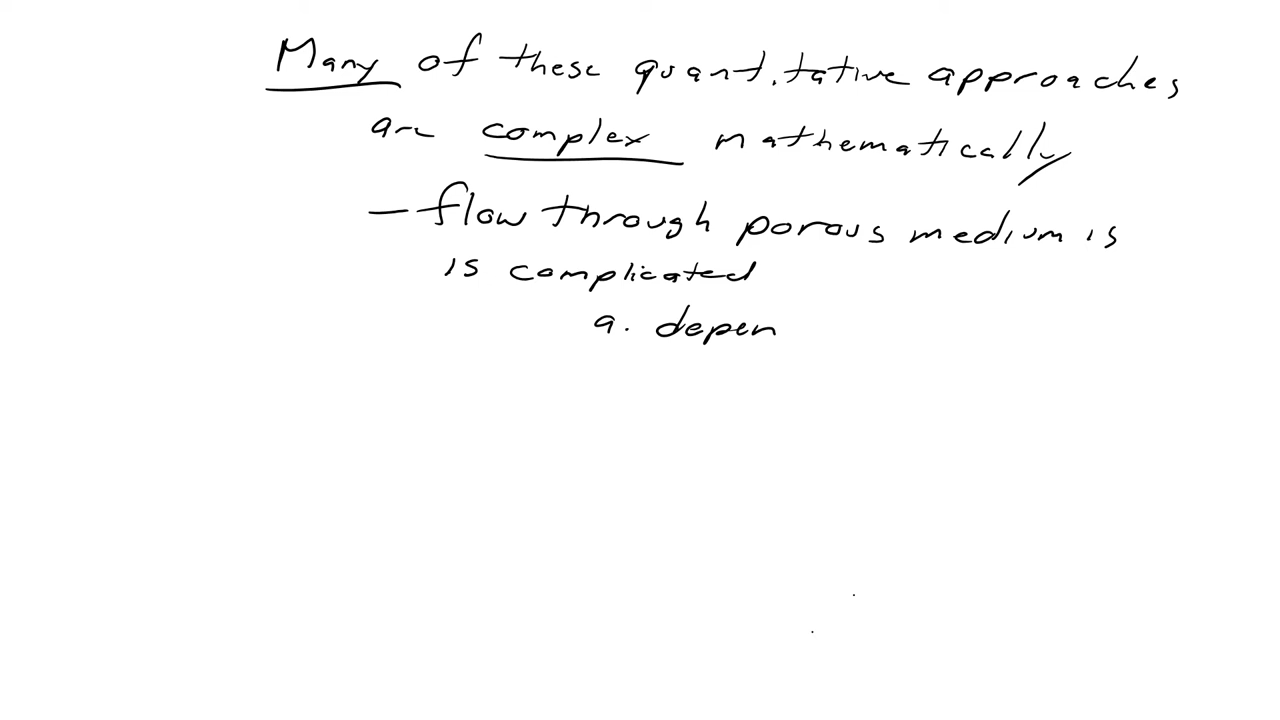 Many of these quantitative approaches
are complex mathematically
- flow through porous medium is
is complicated
a. depen